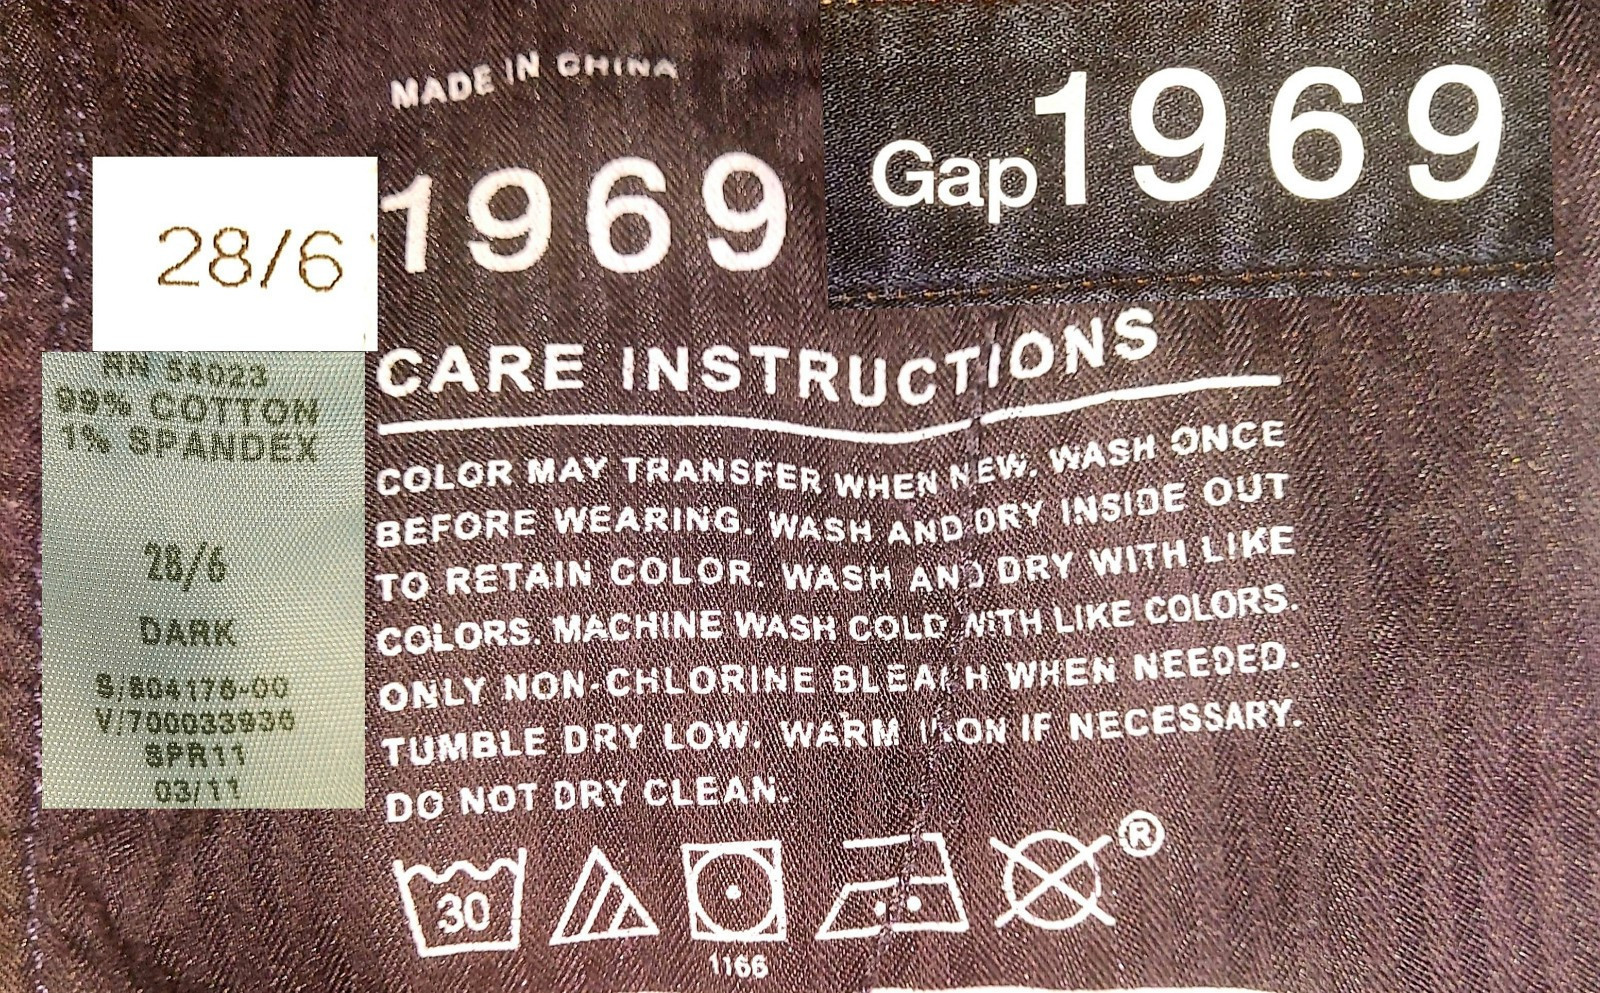 MADE IN CHINA
1969
Gap 1969
28/6
RN 54023
99% COTTON
1% SPANDEX
28/6
DARK
S/804176-00
V/700033936
SPR11
03/11
CARE INSTRUCTIONS
COLOR MAY TRANSFER WHEN NEW. WASH ONCE
BEFORE WEARING. WASH AND DRY INSIDE OUT
TO RETAIN COLOR. WASH AND DRY WITH LIKE
COLORS. MACHINE WASH COLD WITH LIKE COLORS.
ONLY NON-CHLORINE BLEACH WHEN NEEDED.
TUMBLE DRY LOW. WARM IRON IF NECESSARY.
DO NOT DRY CLEAN.
30
®
1166